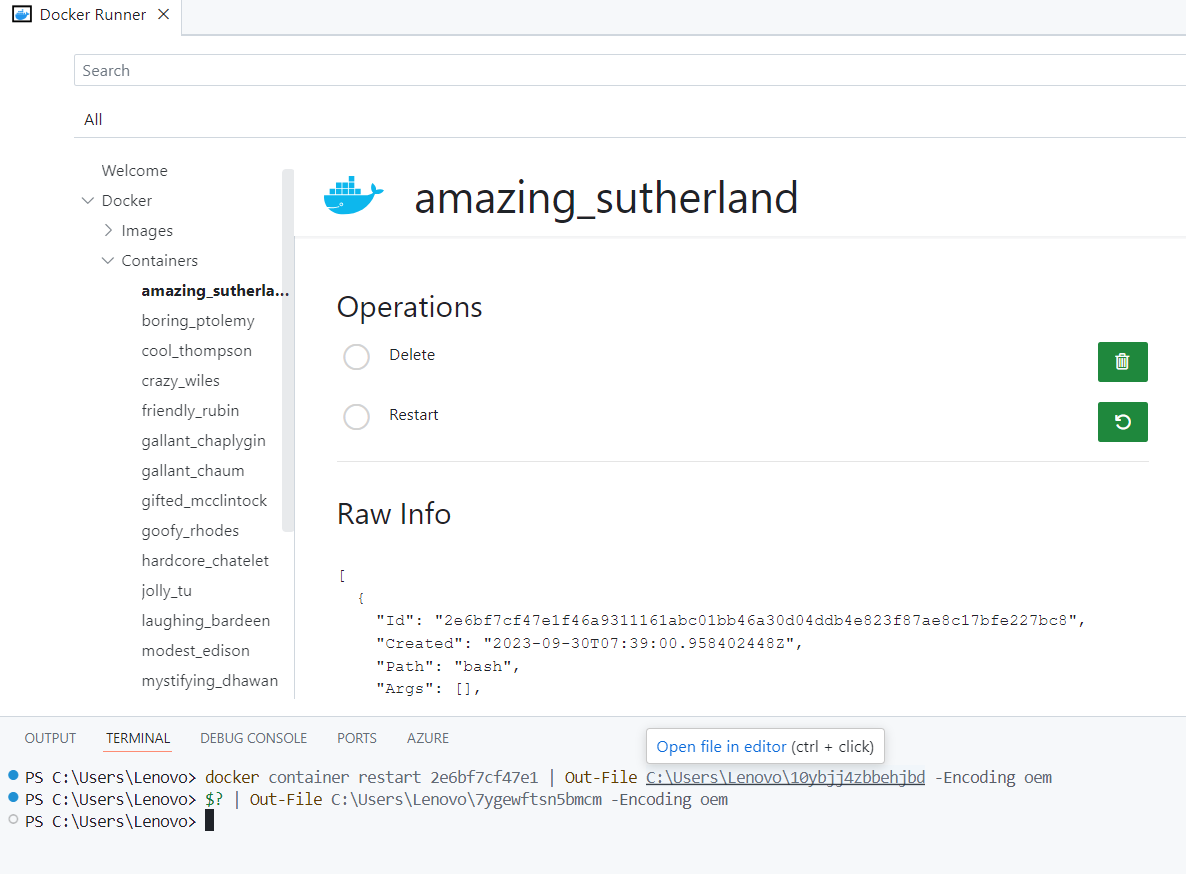 Docker Runner
Search
All
Welcome
Docker
Images
Containers
amazing_sutherla...
boring_ptolemy
cool_thompson
crazy_wiles
friendly_rubin
gallant_chaplygin
gallant_chaum
gifted_mcclintock
goofy_rhodes
hardcore_chatelet
jolly_tu
laughing_bardeen
modest_edison
mystifying_dhawan
amazing_sutherland
Operations
Delete
Restart
Raw Info
[
{
"Id": "2e6bf7cf47e1f46a9311161abc01bb46a30d04ddb4e823f87ae8c17bfe227bc8",
"Created": "2023-09-30T07:39:00.958402448Z",
"Path": "bash",
"Args": [],
OUTPUT TERMINAL DEBUG CONSOLE PORTS AZURE
Open file in editor (ctrl + click)
PS C:\Users\Lenovo> docker container restart 2e6bf7cf47e1 | Out-File C:\Users\Lenovo\10ybjj4zbbehjbd -Encoding oem
PS C:\Users\Lenovo> $? | Out-File C:\Users\Lenovo\7ygewftsn5bmcm -Encoding oem
PS C:\Users\Lenovo>